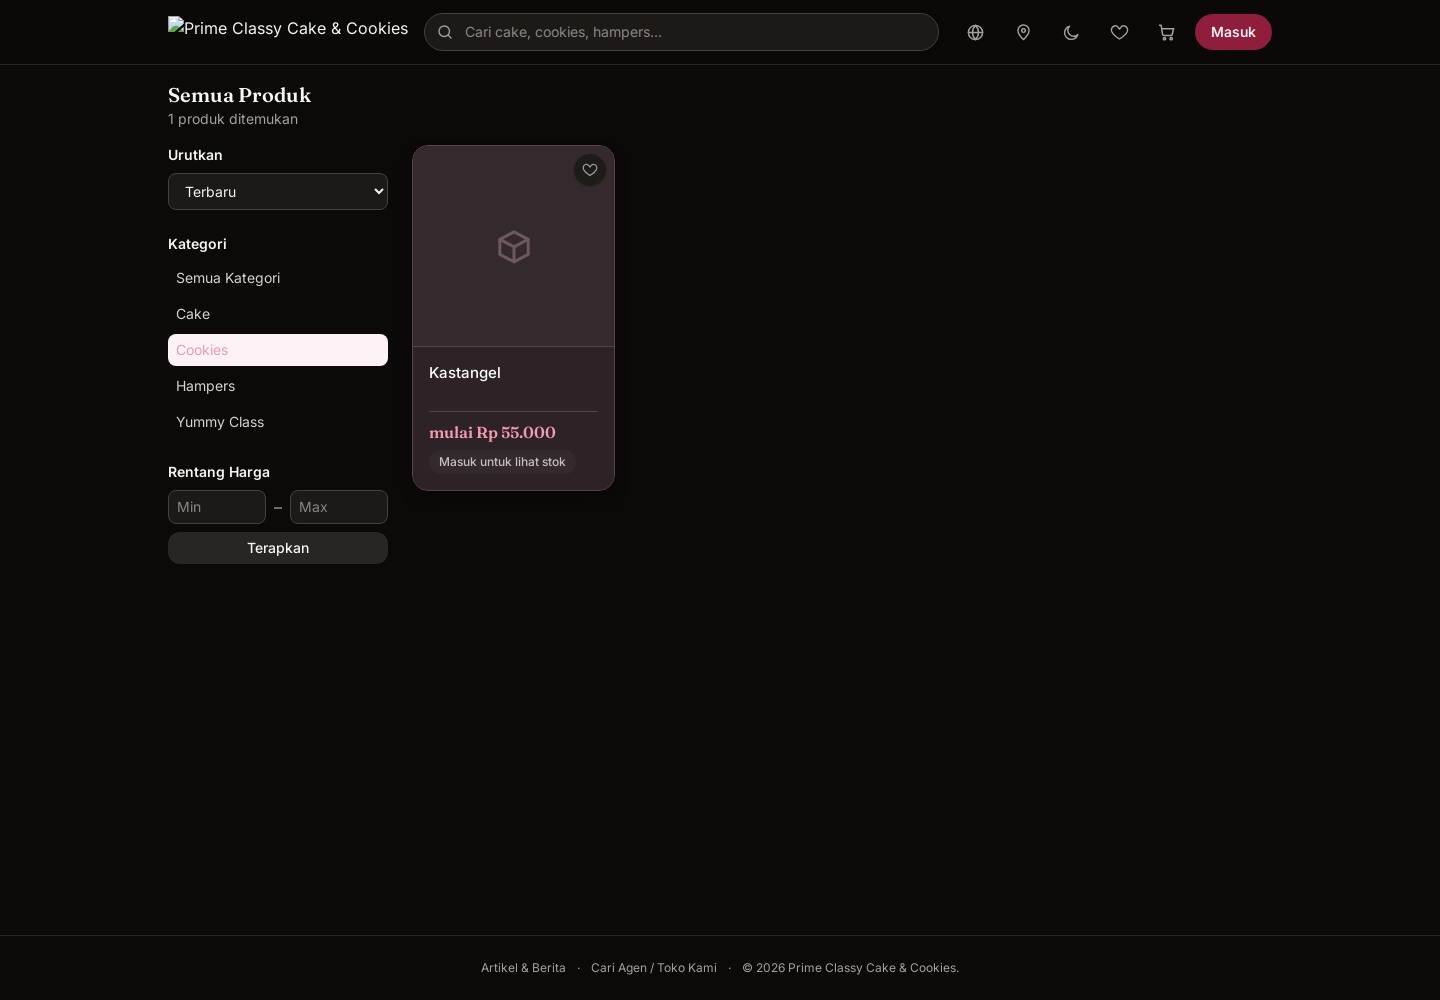 Prime Classy Cake & Cookies
Cari cake, cookies, hampers...
Masuk
Semua Produk
1 produk ditemukan
Urutkan
Terbaru
Kategori
Semua Kategori
Cake
Cookies
Hampers
Yummy Class
Rentang Harga
Min – Max
Terapkan
Kastangel
mulai Rp 55.000
Masuk untuk lihat stok
Artikel & Berita · Cari Agen / Toko Kami · © 2026 Prime Classy Cake & Cookies.